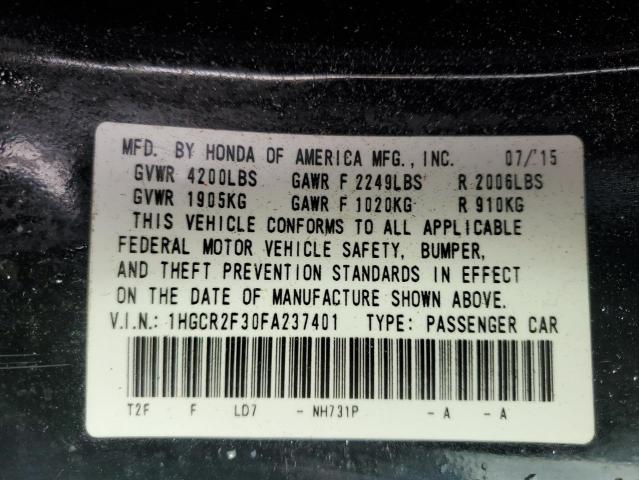 MFD. BY HONDA OF AMERICA MFG., INC. 07/'15
GVWR 4200LBS GAWR F 2249LBS R 2006LBS
GVWR 1905KG GAWR F 1020KG R 910KG
THIS VEHICLE CONFORMS TO ALL APPLICABLE
FEDERAL MOTOR VEHICLE SAFETY, BUMPER,
AND THEFT PREVENTION STANDARDS IN EFFECT
ON THE DATE OF MANUFACTURE SHOWN ABOVE.
V.I.N.: 1HGCR2F30FA237401 TYPE: PASSENGER CAR
T2F F LD7 - NH731P - A - A